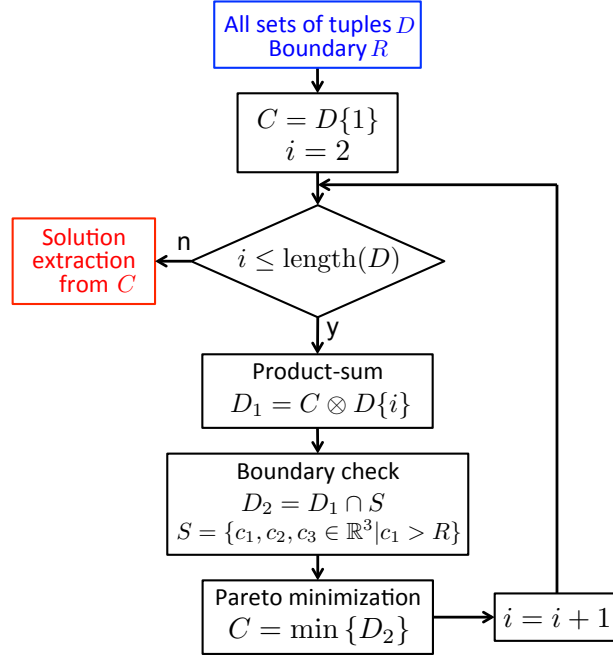 All sets of tuples D
Boundary R
C = D{1}
i = 2
i ≤ length(D)
n
Solution
extraction
from C
y
Product-sum
D₁ = C ⊗ D{i}
Boundary check
D₂ = D₁ ∩ S
S = {c₁, c₂, c₃ ∈ ℝ³|c₁ > R}
Pareto minimization
C = min {D₂}
i = i + 1